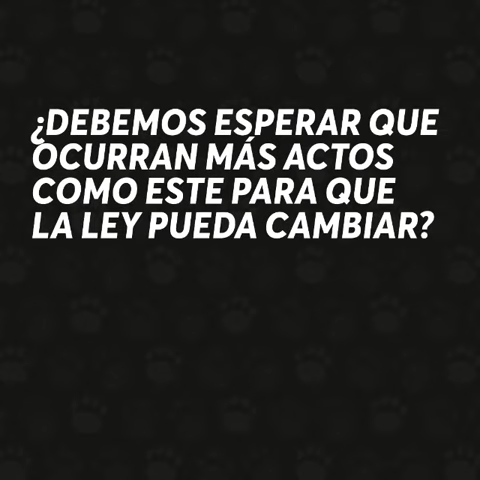 ¿DEBEMOS ESPERAR QUE
OCURRAN MÁS ACTOS
COMO ESTE PARA QUE
LA LEY PUEDA CAMBIAR?